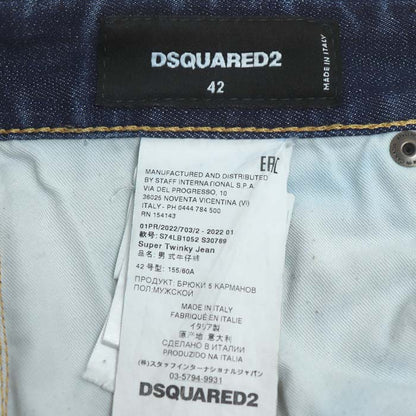 DSQUARED2
42
MADE IN ITALY
EAC
MANUFACTURED AND DISTRIBUTED
BY STAFF INTERNATIONAL S.P.A.
VIA DEL PROGRESSO, 10
36025 NOVENTA VICENTINA (VI)
ITALY - PH 0444 784 500
RN 154143
01PR/2022/703/2 - 2022 01
款号: S74LB1052 S30769
Super Twinky Jean
品名: 男式牛仔裤
42 号型: 155/60A
ПРОДУКТ: БРЮКИ 5 КАРМАНОВ
ПОЛ МУЖСКОЙ
MADE IN ITALY
FABRIQUÉ EN ITALIE
イタリア製
原产地 意大利
СДЕЛАНО В ИТАЛИИ
PRODUZIDO NA ITALIA
(株)スタッフインターナショナルジャパン
03-5794-9931
DSQUARED2